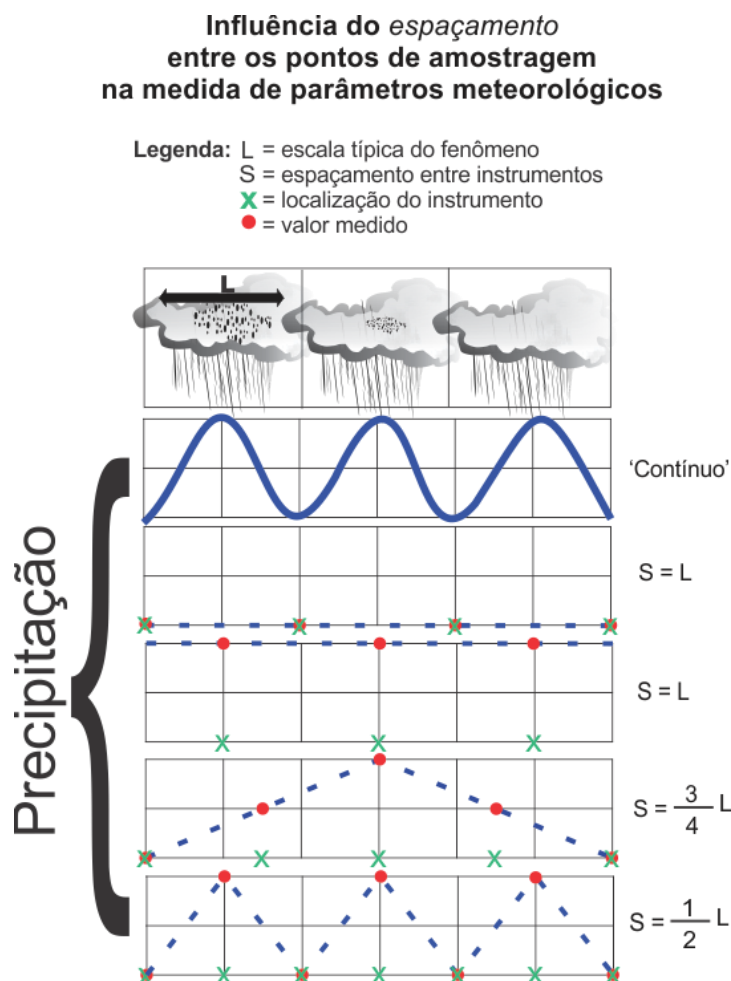 Influência do espaçamento
entre os pontos de amostragem
na medida de parâmetros meteorológicos
Legenda: L = escala típica do fenômeno
S = espaçamento entre instrumentos
X = localização do instrumento
● = valor medido
L
Precipitação
'Contínuo'
S = L
S = L
S = 3/4 L
S = 1/2 L